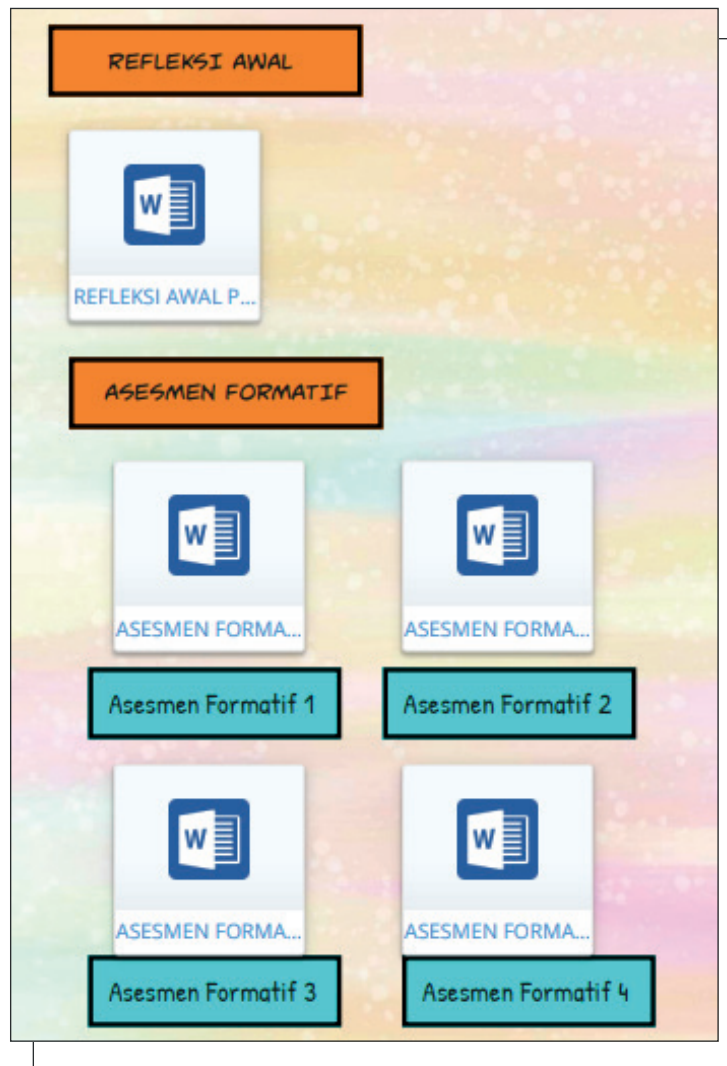 REFLEKSI AWAL
W
REFLEKSI AWAL P...
ASESMEN FORMATIF
W
W
ASESMEN FORMA...
ASESMEN FORMA...
Asesmen Formatif 1
Asesmen Formatif 2
W
W
ASESMEN FORMA...
ASESMEN FORMA...
Asesmen Formatif 3
Asesmen Formatif 4